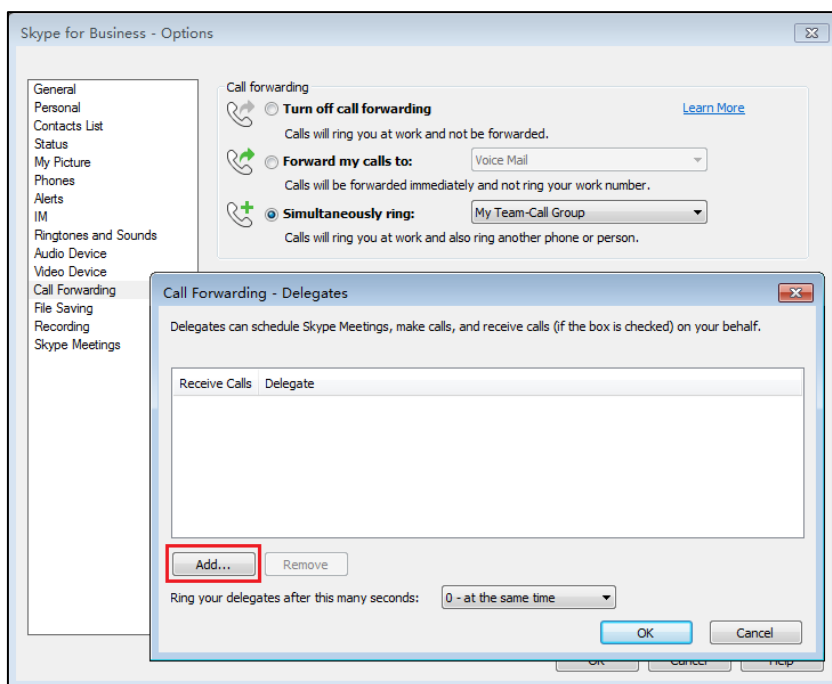 Skype for Business - Options
General
Personal
Contacts List
Status
My Picture
Phones
Alerts
IM
Ringtones and Sounds
Audio Device
Video Device
Call Forwarding
File Saving
Recording
Skype Meetings
Call forwarding
Turn off call forwarding
Learn More
Calls will ring you at work and not be forwarded.
Forward my calls to:
Voice Mail
Calls will be forwarded immediately and not ring your work number.
Simultaneously ring:
My Team-Call Group
Calls will ring you at work and also ring another phone or person.
Call Forwarding - Delegates
Delegates can schedule Skype Meetings, make calls, and receive calls (if the box is checked) on your behalf.
Receive Calls Delegate
Add... Remove
Ring your delegates after this many seconds: 0 - at the same time
OK Cancel
OK Cancel Help